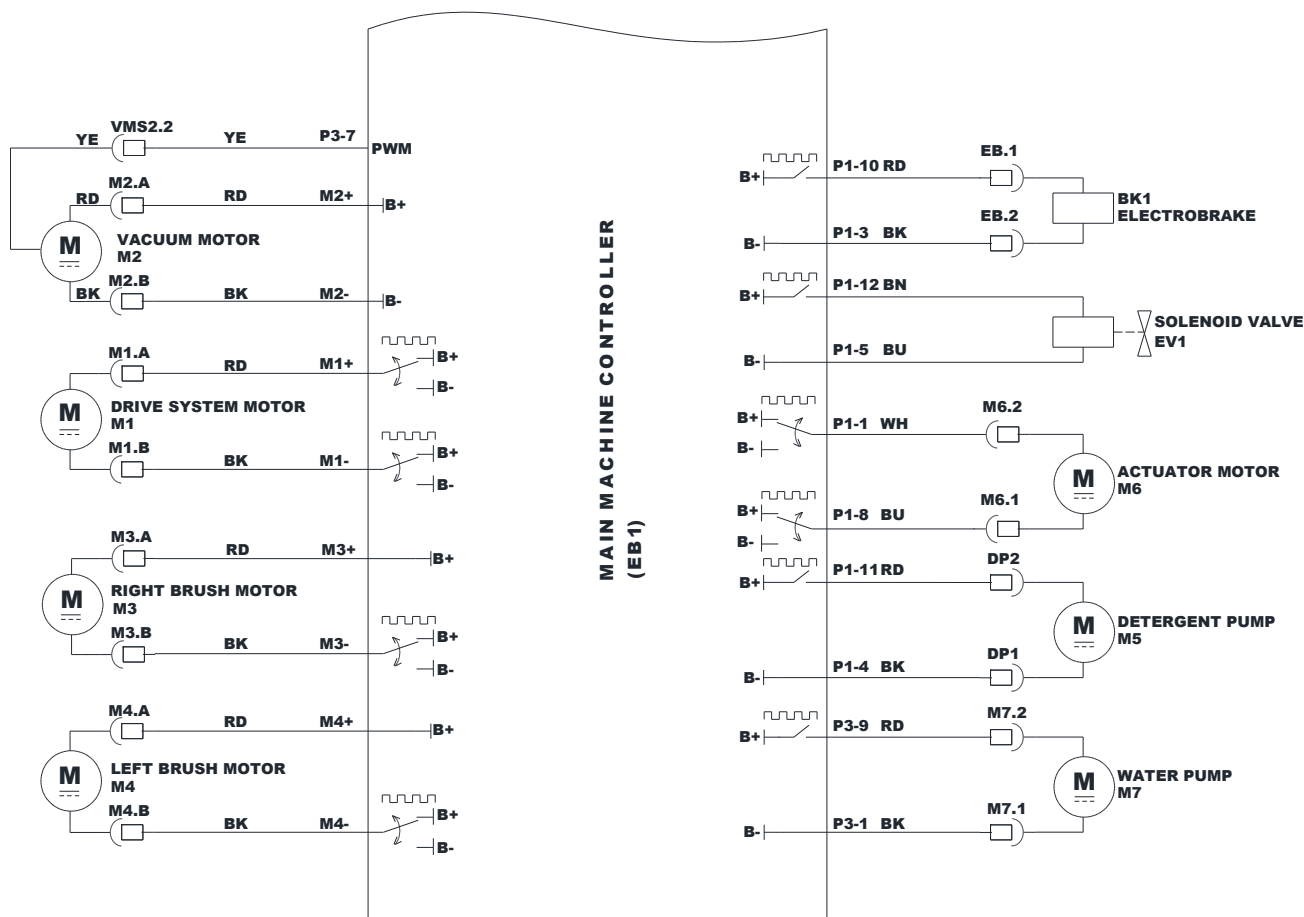 VMS2.2
YE
YE
P3-7
PWM
M2.A
RD
RD
M2+
B+
M
VACUUM MOTOR
M2
M2.B
BK
BK
M2-
B-
M1.A
RD
M1+
B+
B-
M
DRIVE SYSTEM MOTOR
M1
M1.B
BK
M1-
B+
B-
M3.A
RD
M3+
B+
M
RIGHT BRUSH MOTOR
M3
M3.B
BK
M3-
B+
B-
M4.A
RD
M4+
B+
M
LEFT BRUSH MOTOR
M4
M4.B
BK
M4-
B+
B-
MAIN MACHINE CONTROLLER
(EB1)
B+
P1-10 RD
EB.1
BK1
ELECTROBRAKE
B-
P1-3 BK
EB.2
B+
P1-12 BN
SOLENOID VALVE
EV1
B-
P1-5 BU
B+
B-
P1-1 WH
M6.2
M
ACTUATOR MOTOR
M6
B+
B-
P1-8 BU
M6.1
B+
P1-11 RD
DP2
M
DETERGENT PUMP
M5
B-
P1-4 BK
DP1
B+
P3-9 RD
M7.2
M
WATER PUMP
M7
B-
P3-1 BK
M7.1